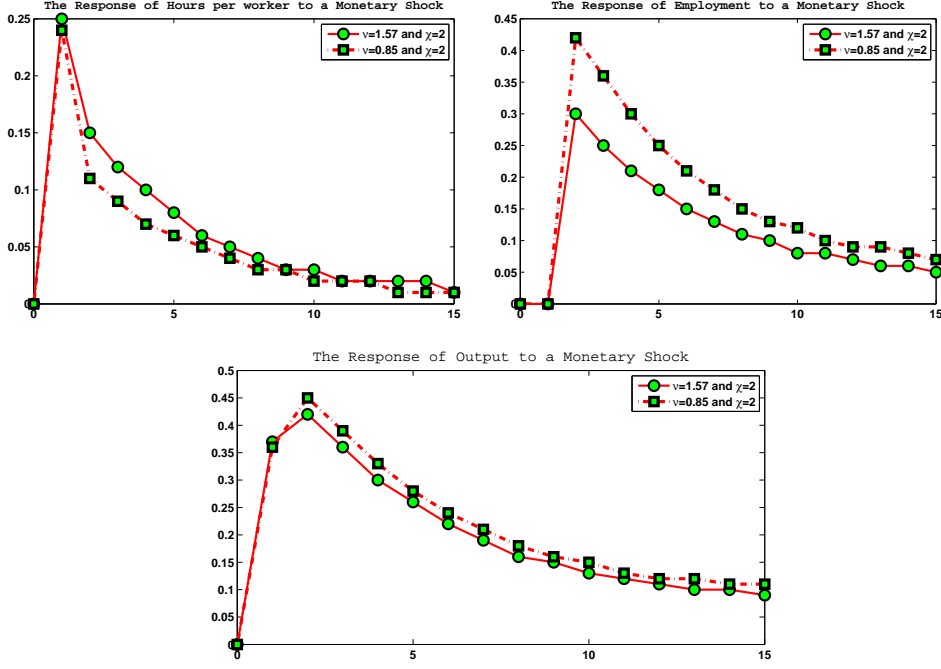 The Response of Hours per worker to a Monetary Shock
0.25
0.2
0.15
0.1
0.05
0
0 5 10 15
ν=1.57 and χ=2
ν=0.85 and χ=2
The Response of Employment to a Monetary Shock
0.45
0.4
0.35
0.3
0.25
0.2
0.15
0.1
0.05
0
0 5 10 15
ν=1.57 and χ=2
ν=0.85 and χ=2
The Response of Output to a Monetary Shock
0.5
0.45
0.4
0.35
0.3
0.25
0.2
0.15
0.1
0.05
0
0 5 10 15
ν=1.57 and χ=2
ν=0.85 and χ=2